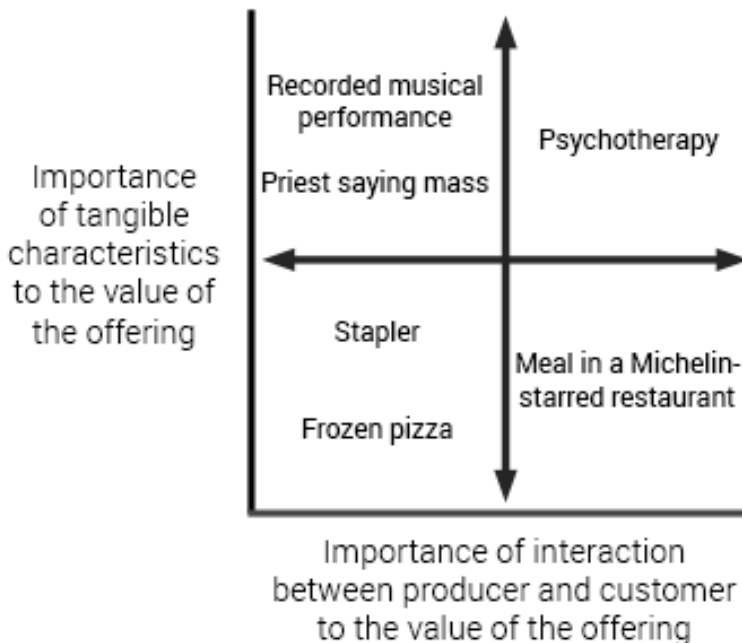 Recorded musical
performance
Psychotherapy
Priest saying mass
Importance
of tangible
characteristics
to the value of
the offering
Stapler
Meal in a Michelin-
starred restaurant
Frozen pizza
Importance of interaction
between producer and customer
to the value of the offering